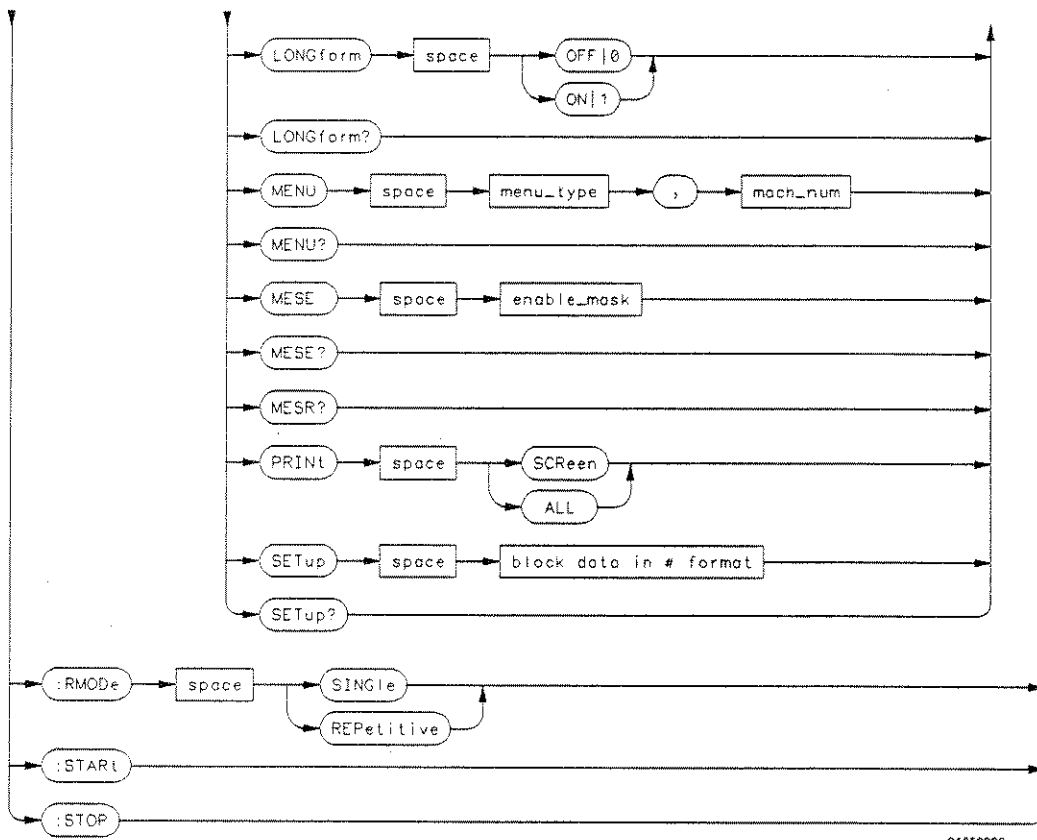 LONGform space OFF|0
ON|1
LONGform?
MENU space menu_type , mach_num
MENU?
MESE space enable_mask
MESE?
MESR?
PRINt space SCReen
ALL
SETup space block data in # format
SETup?
:RMODe space SINGle
REPetitive
:STARt
:STOP